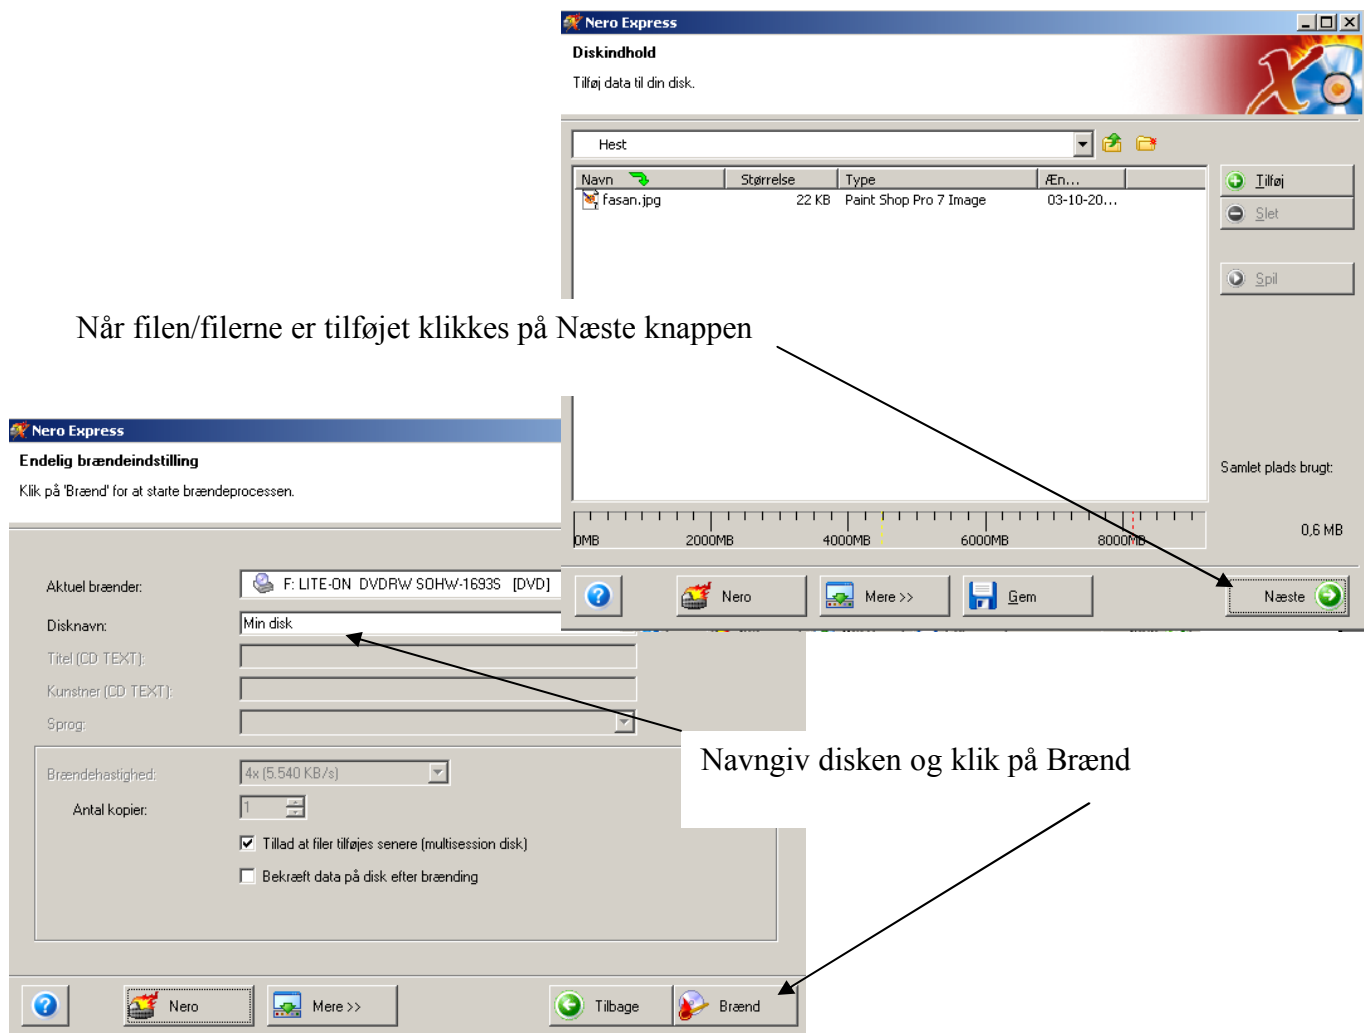 Nero Express
Diskindhold
Tilføj data til din disk.
Hest
Navn Størrelse Type Æn...
fasan.jpg 22 KB Paint Shop Pro 7 Image 03-10-20...
Tilføj
Slet
Spil
Når filen/filerne er tilføjet klikkes på Næste knappen
Samlet plads brugt:
0MB 2000MB 4000MB 6000MB 8000MB
0,6 MB
Nero Mere >> Gem Næste
Nero Express
Endelig brændeindstilling
Klik på 'Brænd' for at starte brændeprocessen.
Aktuel brænder: F: LITE-ON DVDRW SOHW-1693S [DVD]
Disknavn: Min disk
Titel (CD TEXT):
Kunstner (CD TEXT):
Sprog:
Navngiv disken og klik på Brænd
Brændehastighed: 4x (5.540 KB/s)
Antal kopier: 1
Tillad at filer tilføjes senere (multisession disk)
Bekræft data på disk efter brænding
Nero Mere >> Tilbage Brænd